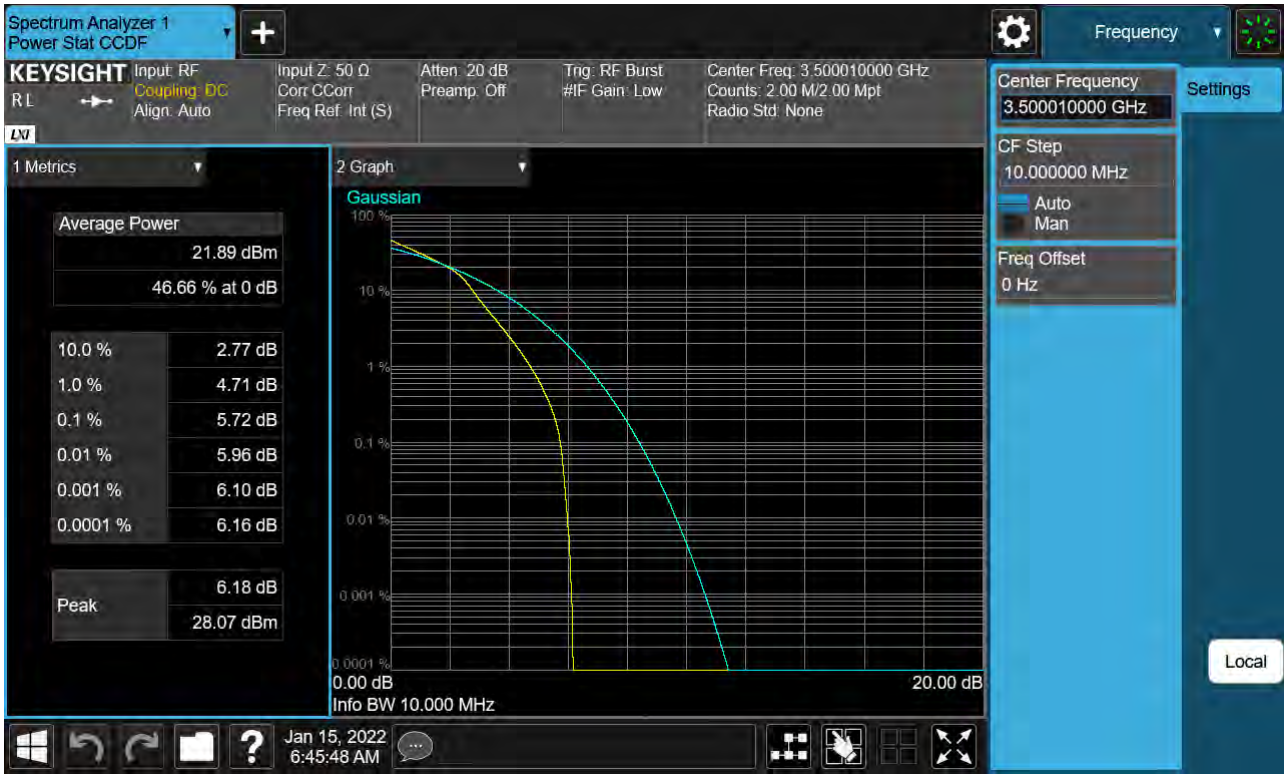 Spectrum Analyzer 1
Power Stat CCDF
Frequency
KEYSIGHT
R L
LXI
Input: RF
Coupling: DC
Align: Auto
Input Z: 50 Ω
Corr CCorr
Freq Ref: Int (S)
Atten: 20 dB
Preamp: Off
Trig: RF Burst
#IF Gain: Low
Center Freq: 3.500010000 GHz
Counts: 2.00 M/2.00 Mpt
Radio Std: None
1 Metrics
Average Power
21.89 dBm
46.66 % at 0 dB
10.0 % 2.77 dB
1.0 % 4.71 dB
0.1 % 5.72 dB
0.01 % 5.96 dB
0.001 % 6.10 dB
0.0001 % 6.16 dB
Peak
6.18 dB
28.07 dBm
2 Graph
Gaussian
100 %
10 %
1 %
0.1 %
0.01 %
0.001 %
0.0001 %
0.00 dB 20.00 dB
Info BW 10.000 MHz
Center Frequency
3.500010000 GHz
CF Step
10.000000 MHz
Auto
Man
Freq Offset
0 Hz
Settings
Local
Jan 15, 2022
6:45:48 AM